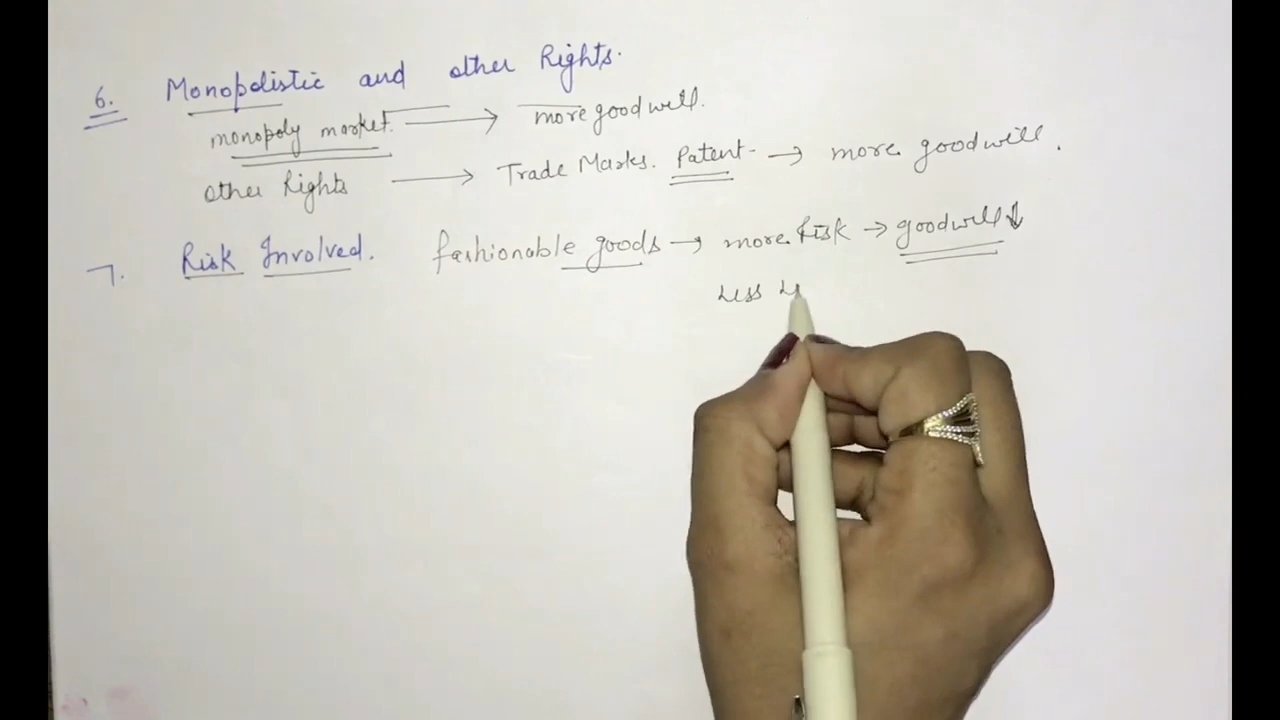 6. Monopolistic and other Rights.
monopoly market. → more goodwill.
other Rights → Trade Marks. Patent - → more goodwill.
7. Risk Involved. fashionable goods → more Risk → goodwill ↓
Less